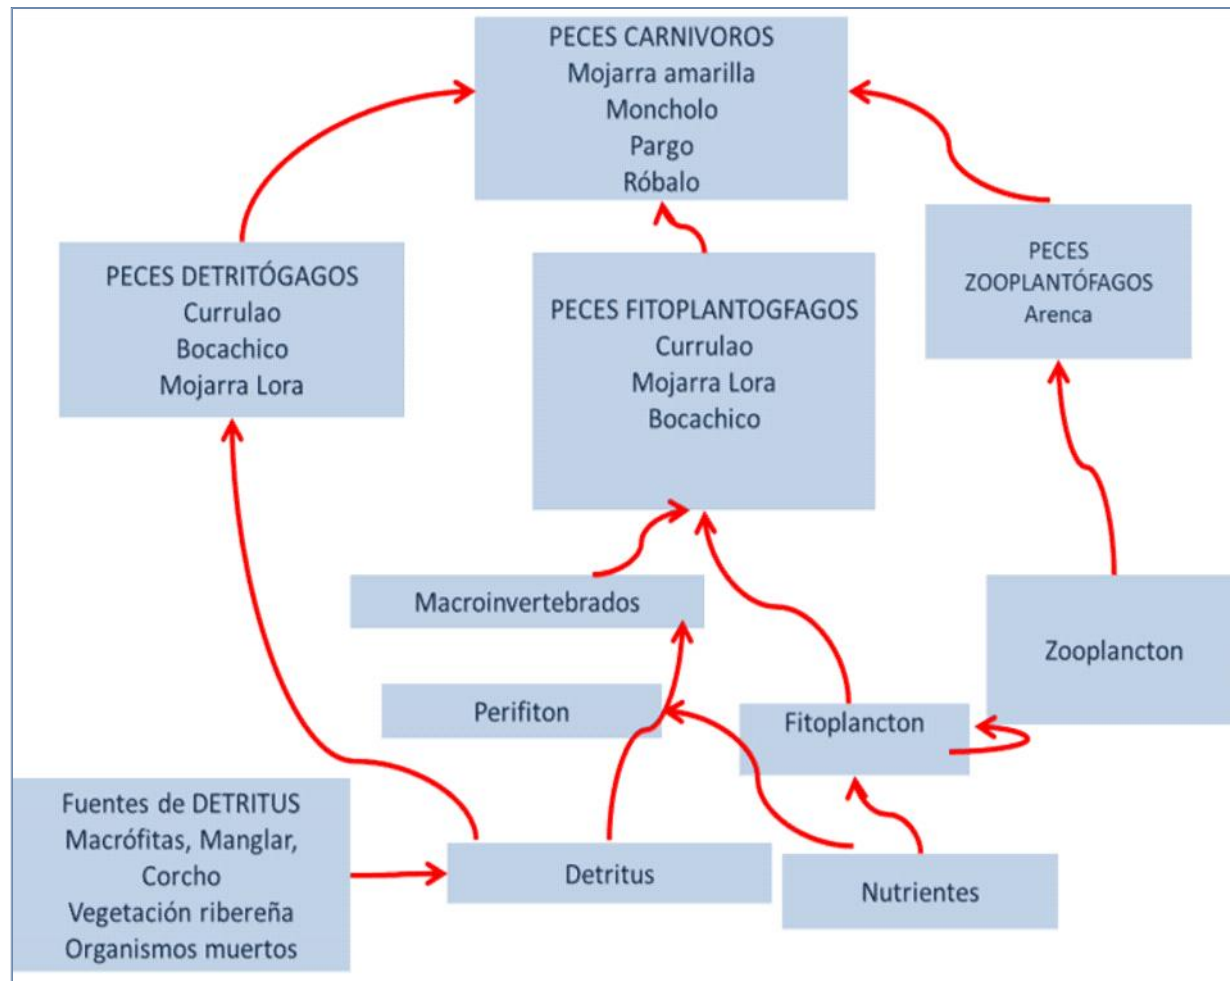 PECES CARNIVOROS
Mojarra amarilla
Moncholo
Pargo
Róbalo
PECES DETRITÓGAGOS
Currulao
Bocachico
Mojarra Lora
PECES FITOPLANTOGFAGOS
Currulao
Mojarra Lora
Bocachico
PECES
ZOOPLANTÓFAGOS
Arenca
Macroinvertebrados
Zooplancton
Perifiton
Fitoplancton
Fuentes de DETRITUS
Macrófitas, Manglar,
Corcho
Vegetación ribereña
Organismos muertos
Detritus
Nutrientes